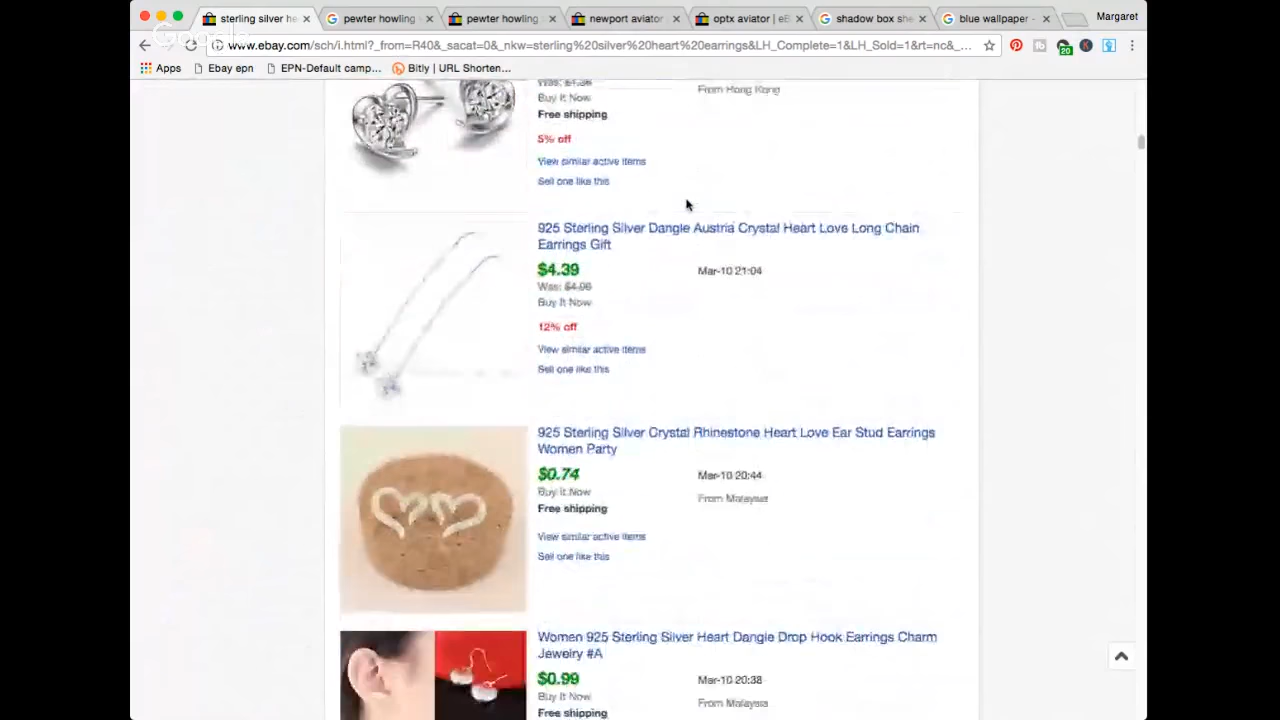 sterling silver he
pewter howling -
pewter howling
newport aviator
optx aviator | eB
shadow box she
blue wallpaper -
Margaret
Google
www.ebay.com/sch/i.html?_from=R40&_sacat=0&_nkw=sterling%20silver%20heart%20earrings&LH_Complete=1&LH_Sold=1&rt=nc&_...
20
K
Apps
Ebay epn
EPN-Default camp...
Bitly | URL Shorten...
Was: $1.36
From Hong Kong
Buy It Now
Free shipping
5% off
View similar active items
Sell one like this
925 Sterling Silver Dangle Austria Crystal Heart Love Long Chain
Earrings Gift
$4.39
Mar-10 21:04
Was: $4.96
Buy It Now
12% off
View similar active items
Sell one like this
925 Sterling Silver Crystal Rhinestone Heart Love Ear Stud Earrings
Women Party
$0.74
Mar-10 20:44
Buy It Now
From Malaysia
Free shipping
View similar active items
Sell one like this
Women 925 Sterling Silver Heart Dangle Drop Hook Earrings Charm
Jewelry #A
$0.99
Mar-10 20:38
Buy It Now
From Malaysia
Free shipping